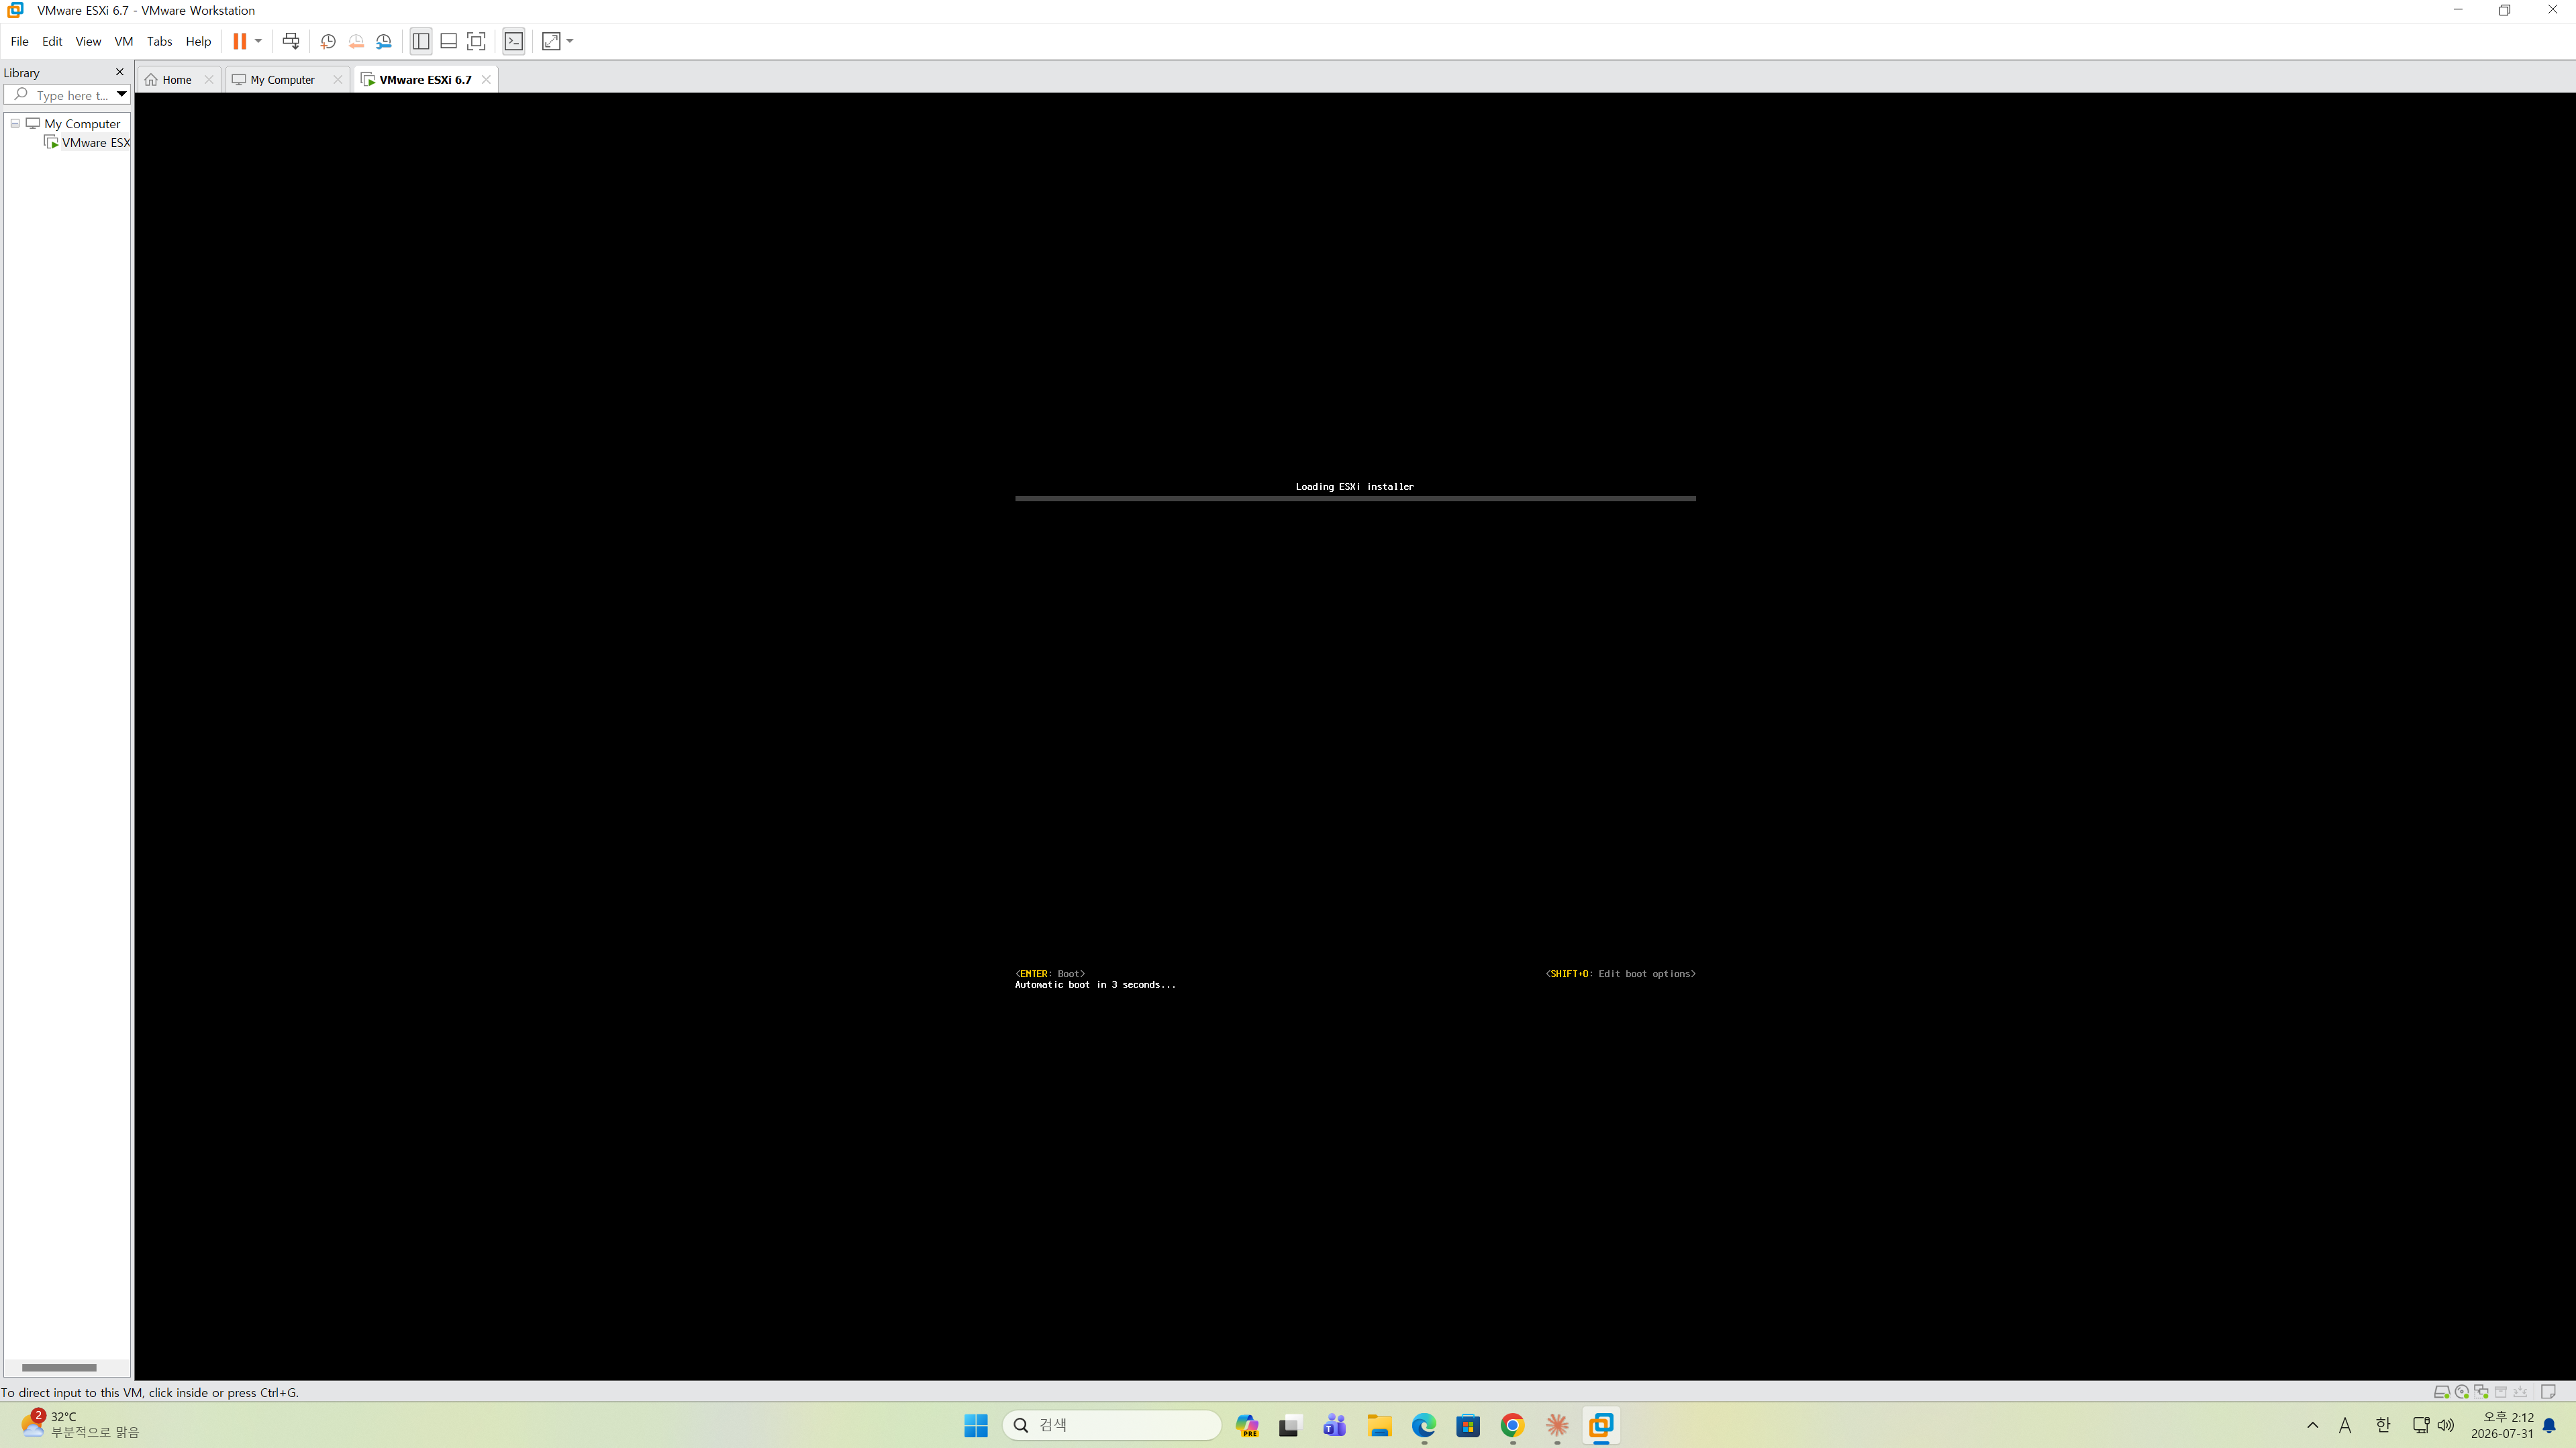 VMware ESXi 6.7 - VMware Workstation
File Edit View VM Tabs Help
Library
Type here t...
Home
My Computer
VMware ESXi 6.7
My Computer
VMware ESX
Loading ESXi installer
<ENTER: Boot>
<SHIFT+O: Edit boot options>
Automatic boot in 3 seconds...
To direct input to this VM, click inside or press Ctrl+G.
2
32°C
부분적으로 맑음
검색
PRE
A
한
오후 2:12
2026-07-31